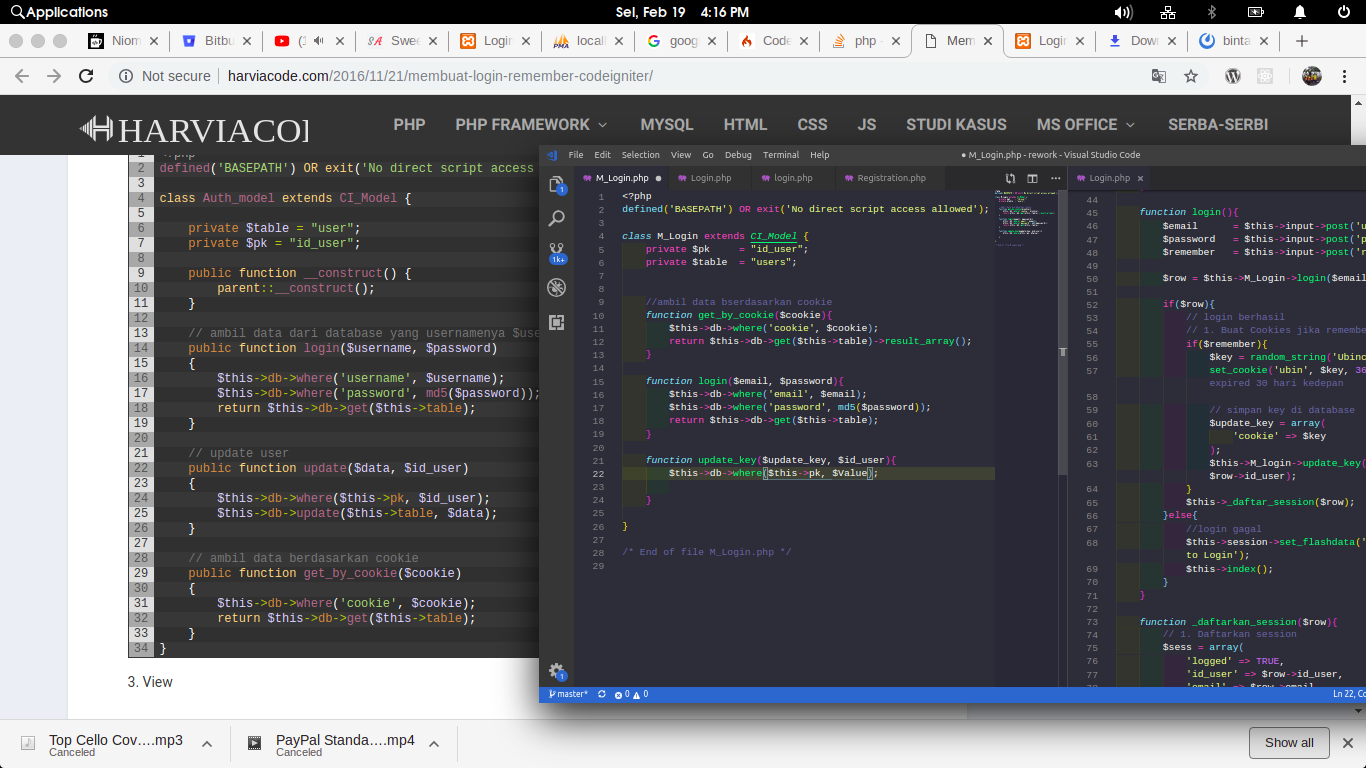 Applications
Sel, Feb 19 4:16 PM
Niom
Bitbu
(1
Swee
Login
locall
goog
Code
php -
Mem
Login
Down
binta
Not secure
harviacode.com/2016/11/21/membuat-login-remember-codeigniter/
HARVIACO
PHP
PHP FRAMEWORK
MYSQL
HTML
CSS
JS
STUDI KASUS
MS OFFICE
SERBA-SERBI
2 defined('BASEPATH') OR exit('No direct script access
3
4 class Auth_model extends CI_Model {
5
6 private $table = "user";
7 private $pk = "id_user";
8
9 public function __construct() {
10 parent::__construct();
11 }
12
13 // ambil data dari database yang usernamenya $use
14 public function login($username, $password)
15 {
16 $this->db->where('username', $username);
17 $this->db->where('password', md5($password));
18 return $this->db->get($this->table);
19 }
20
21 // update user
22 public function update($data, $id_user)
23 {
24 $this->db->where($this->pk, $id_user);
25 $this->db->update($this->table, $data);
26 }
27
28 // ambil data berdasarkan cookie
29 public function get_by_cookie($cookie)
30 {
31 $this->db->where('cookie', $cookie);
32 return $this->db->get($this->table);
33 }
34 }
3. View
File Edit Selection View Go Debug Terminal Help
● M_Login.php - rework - Visual Studio Code
M_Login.php ●
Login.php
login.php
Registration.php
1
1k+
1
1 <?php
2 defined('BASEPATH') OR exit('No direct script access allowed');
3
4 class M_Login extends CI_Model {
5 private $pk = "id_user";
6 private $table = "users";
7
8
9 //ambil data bserdasarkan cookie
10 function get_by_cookie($cookie){
11 $this->db->where('cookie', $cookie);
12 return $this->db->get($this->table)->result_array();
13 }
14
15 function login($email, $password){
16 $this->db->where('email', $email);
17 $this->db->where('password', md5($password));
18 return $this->db->get($this->table);
19 }
20
21 function update_key($update_key, $id_user){
22 $this->db->where($this->pk, $Value);
23
24 }
25
26 }
27
28 /* End of file M_Login.php */
29
Login.php ×
44
45 function login(){
46 $email = $this->input->post('u
47 $password = $this->input->post('p
48 $remember = $this->input->post('r
49
50 $row = $this->M_Login->login($email
51
52 if($row){
53 // login berhasil
54 // 1. Buat Cookies jika remembe
55 if($remember){
56 $key = random_string('Ubinc
57 set_cookie('ubin', $key, 36
expired 30 hari kedepan
58
59 // simpan key di database
60 $update_key = array(
61 'cookie' => $key
62 );
63 $this->M_login->update_key(
$row->id_user);
64 }
65 $this->_daftar_session($row);
66 }else{
67 //login gagal
68 $this->session->set_flashdata('
to Login');
69 $this->index();
70 }
71 }
72
73 function _daftarkan_session($row){
74 // 1. Daftarkan session
75 $sess = array(
76 'logged' => TRUE,
77 'id_user' => $row->id_user,
master*
0
0
Ln 22, Co
Top Cello Cov….mp3
Canceled
PayPal Standa….mp4
Canceled
Show all